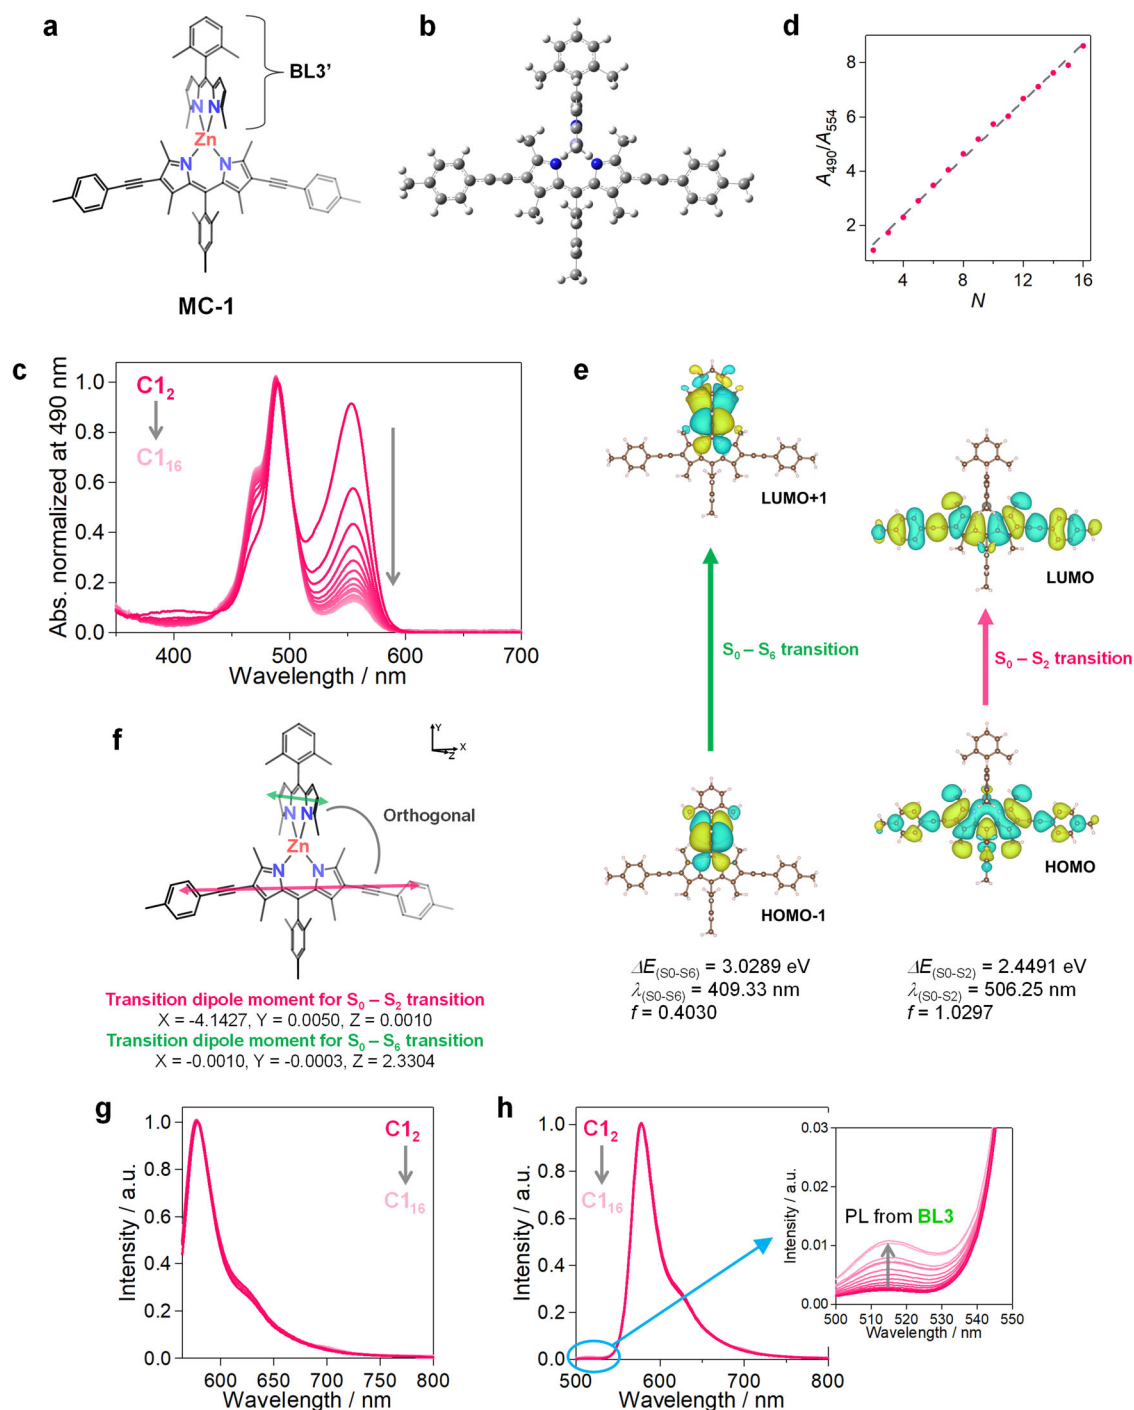 a
BL3'
N
N
Zn
N
N
MC-1
b
d
A490/A554
8
6
4
2
4
8
12
16
N
c
Abs. normalized at 490 nm
1.0
0.8
0.6
0.4
0.2
0.0
C12
C116
400
500
600
700
Wavelength / nm
e
LUMO+1
LUMO
S0 – S6 transition
S0 – S2 transition
HOMO-1
HOMO
ΔE(S0-S6) = 3.0289 eV
λ(S0-S6) = 409.33 nm
f = 0.4030
ΔE(S0-S2) = 2.4491 eV
λ(S0-S2) = 506.25 nm
f = 1.0297
f
Y
X
Z
N
N
Orthogonal
Zn
N
N
Transition dipole moment for S0 – S2 transition
X = -4.1427, Y = 0.0050, Z = 0.0010
Transition dipole moment for S0 – S6 transition
X = -0.0010, Y = -0.0003, Z = 2.3304
g
Intensity / a.u.
1.0
0.8
0.6
0.4
0.2
0.0
C12
C116
600
650
700
750
800
Wavelength / nm
h
Intensity / a.u.
1.0
0.8
0.6
0.4
0.2
0.0
C12
C116
500
600
700
800
Wavelength / nm
Intensity / a.u.
0.03
0.02
0.01
0.00
PL from BL3
500
510
520
530
540
550
Wavelength / nm